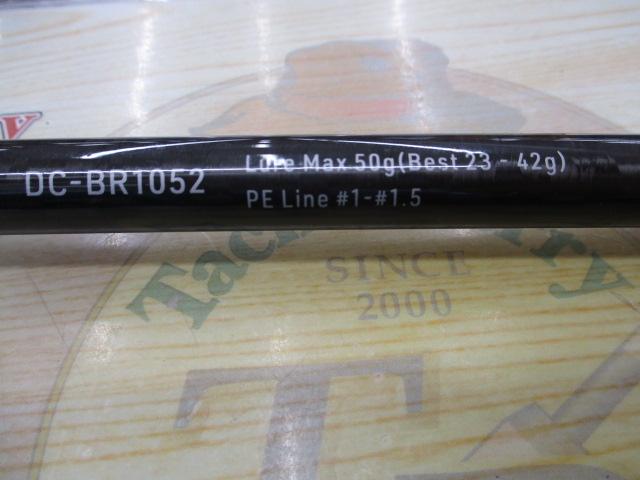 DC-BR1052
Lure Max 50g(Best 23 - 42g)
PE Line #1-#1.5
SINCE
2000